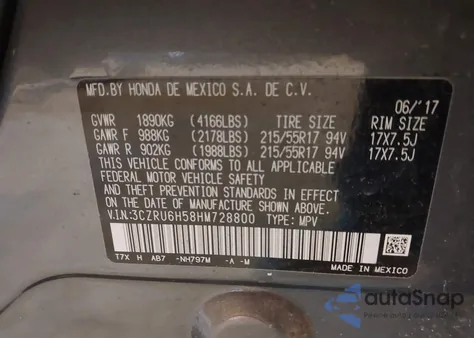 MFD.BY HONDA DE MEXICO S.A. DE C.V.
06/'17
GVWR 1890KG (4166LBS) TIRE SIZE RIM SIZE
GAWR F 988KG (2178LBS) 215/55R17 94V 17X7.5J
GAWR R 902KG (1988LBS) 215/55R17 94V 17X7.5J
THIS VEHICLE CONFORMS TO ALL APPLICABLE
FEDERAL MOTOR VEHICLE SAFETY AND THEFT
PREVENTION STANDARDS IN EFFECT ON THE DATE
OF MANUFACTURE SHOWN ABOVE.
V.I.N:3CZRU6H58HM728800 TYPE: MPV
T7X H AB7 -NH797M -A -M
MADE IN MEXICO
autoSnap